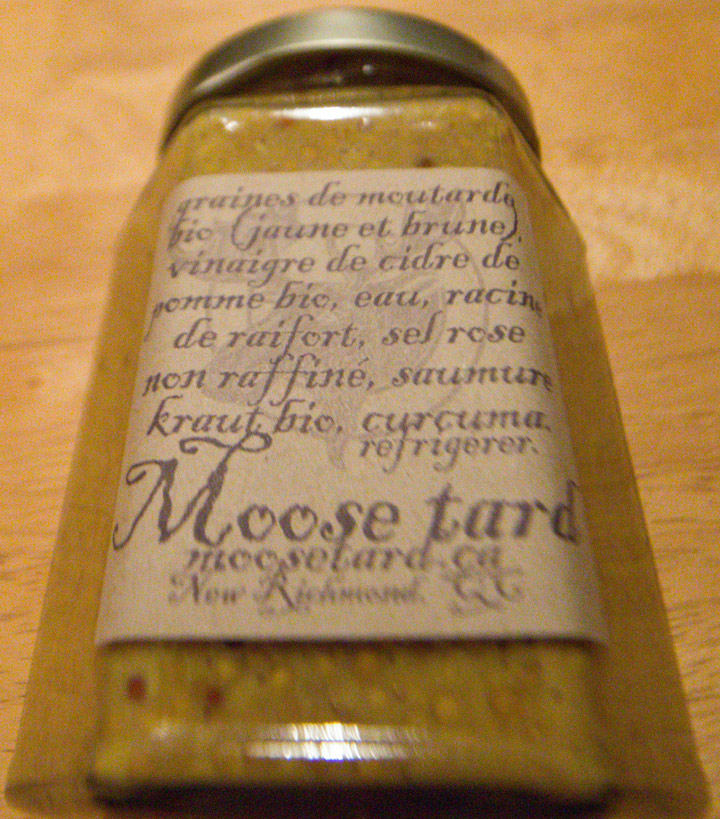 graines de moutarde
bio (jaune et brune),
vinaigre de cidre de
pomme bio, eau, racine
de raifort, sel rose
non raffiné, saumure
kraut bio, curcuma.
réfrigerer.
Moose tard
moosetard.ca
New Richmond, QC